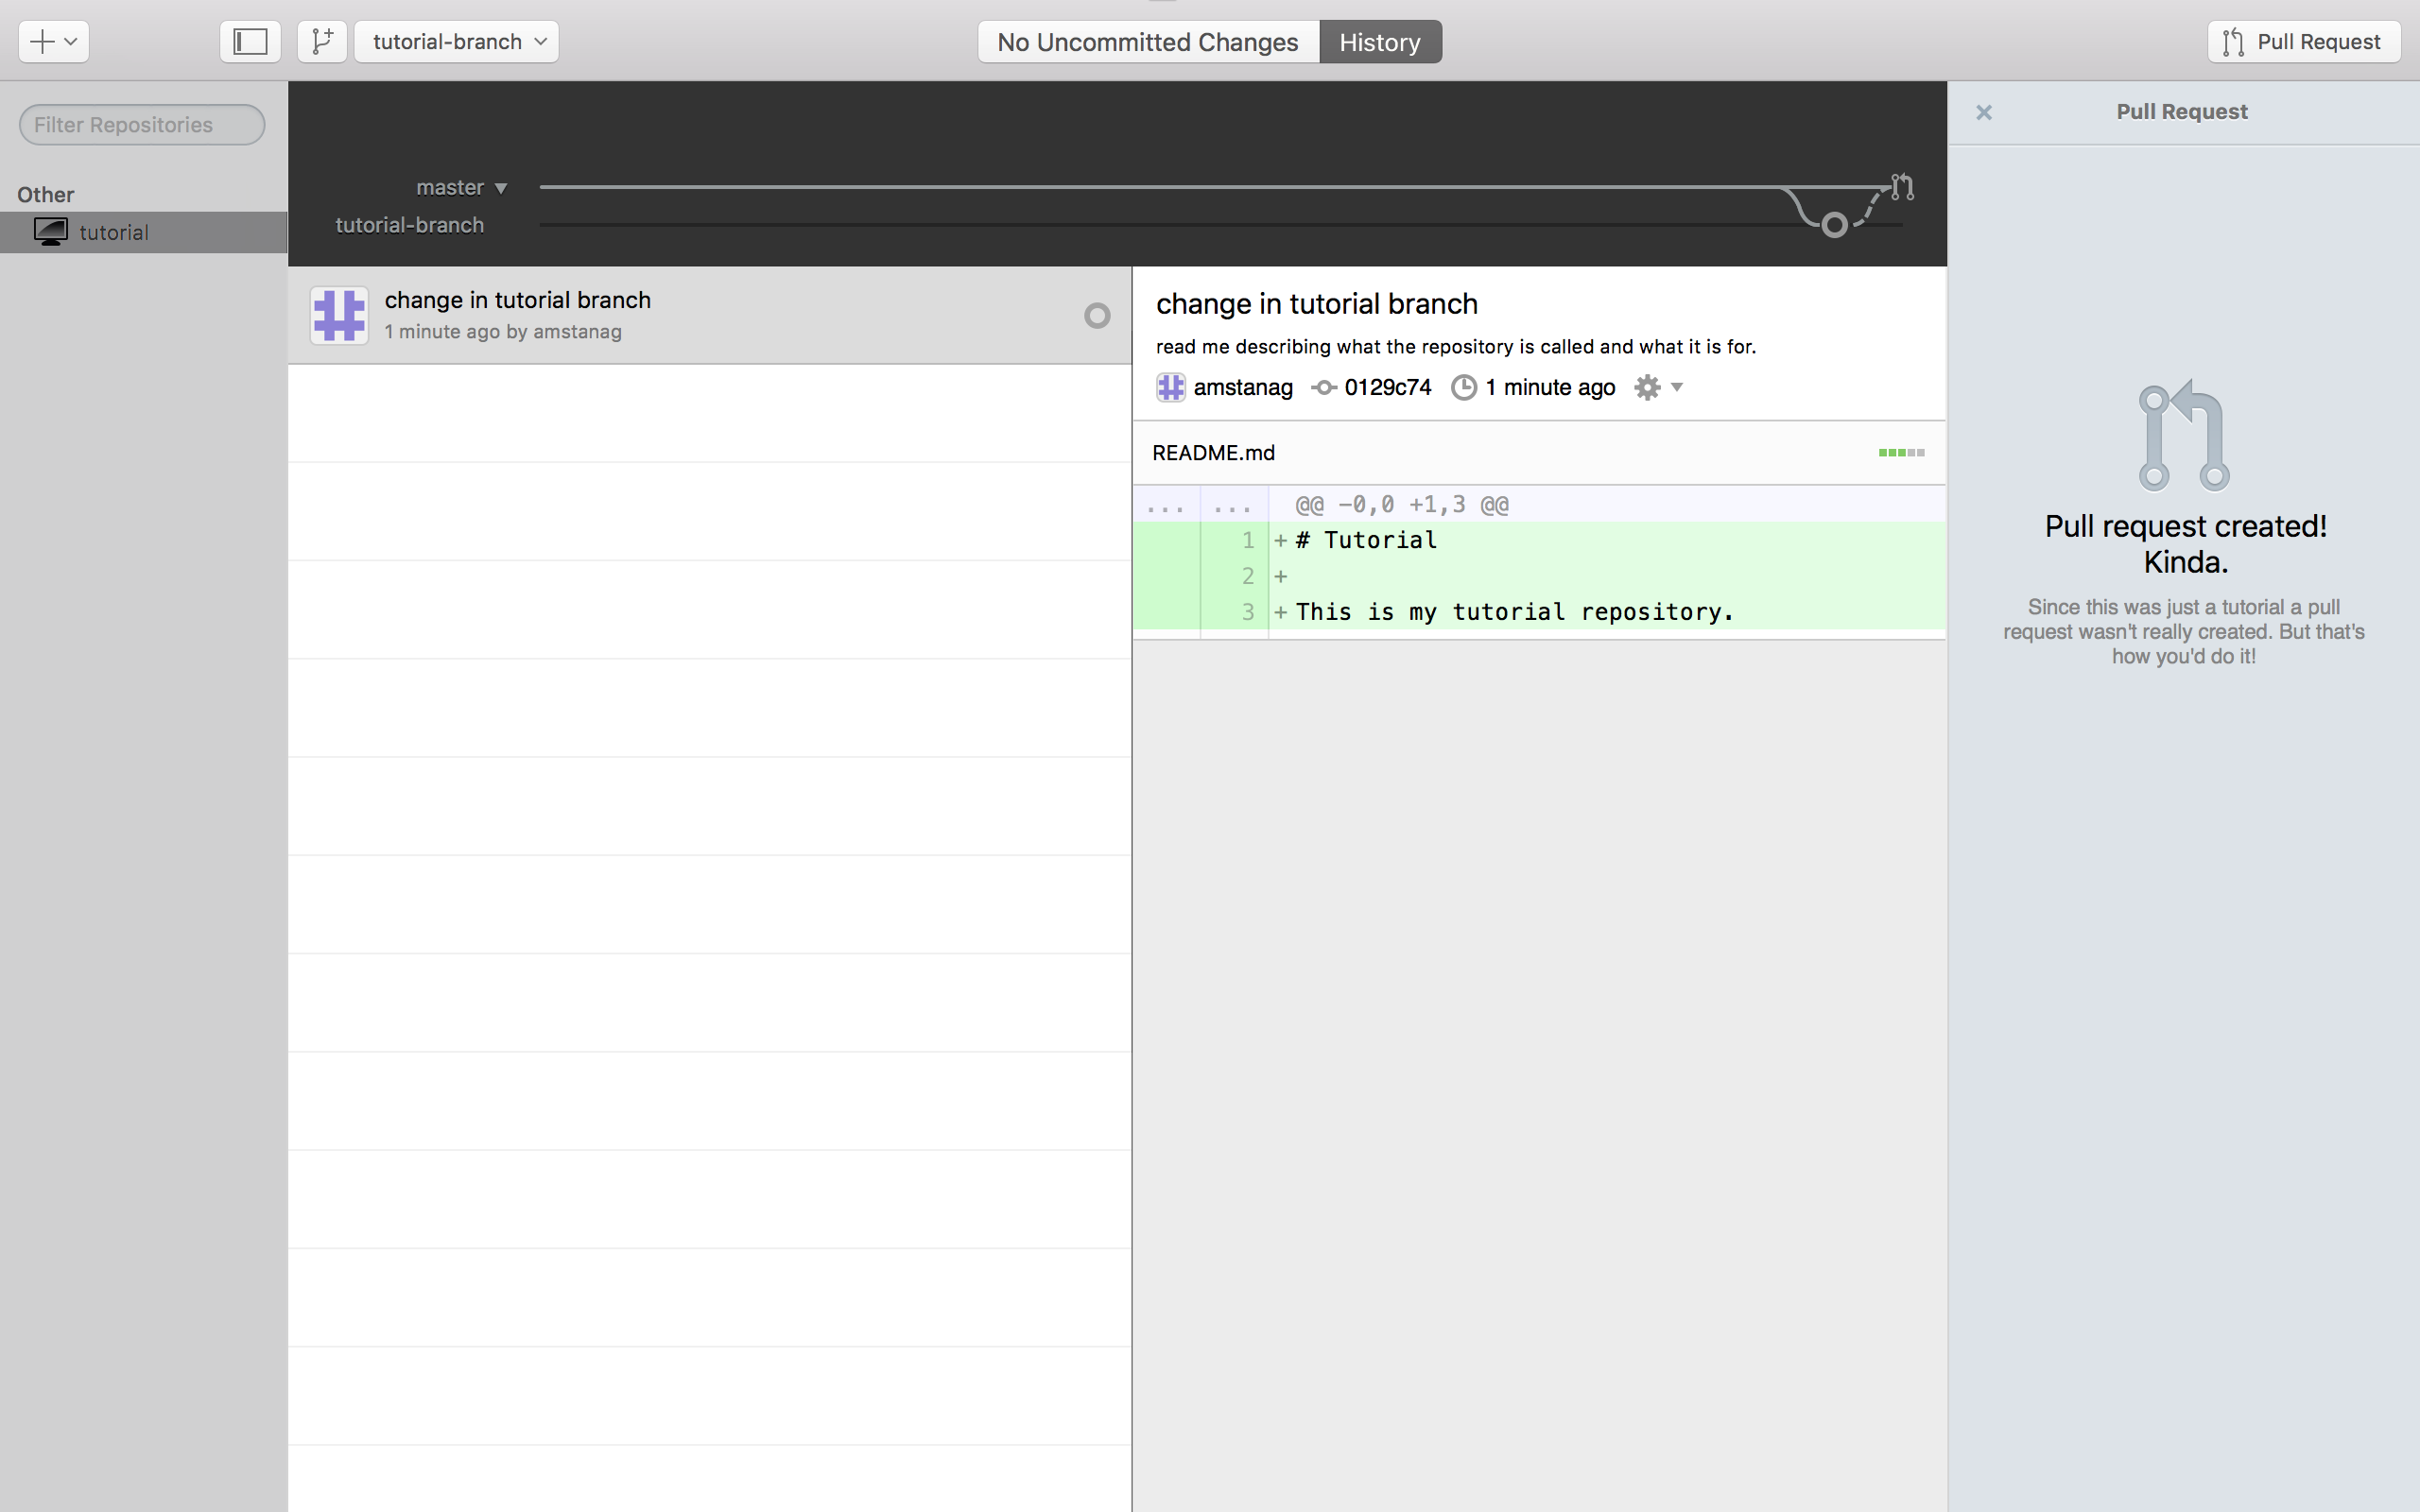 tutorial-branch
No Uncommitted Changes
History
Pull Request
Filter Repositories
Other
tutorial
master
tutorial-branch
change in tutorial branch
1 minute ago by amstanag
change in tutorial branch
read me describing what the repository is called and what it is for.
amstanag 0129c74 1 minute ago
README.md
... ... @@ -0,0 +1,3 @@
1 + # Tutorial
2 +
3 + This is my tutorial repository.
Pull Request
Pull request created!
Kinda.
Since this was just a tutorial a pull
request wasn't really created. But that's
how you'd do it!